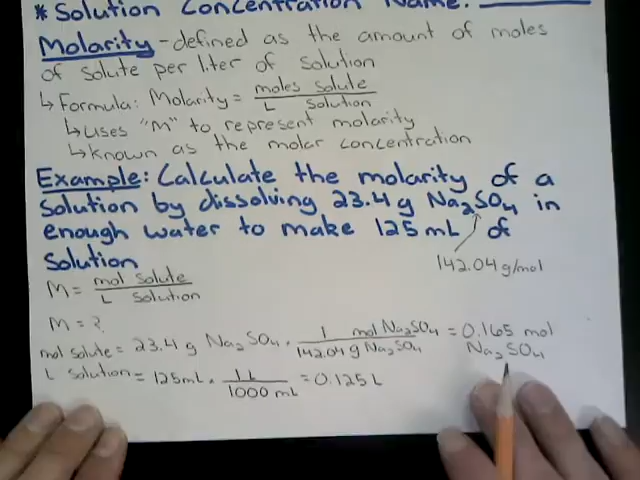 * Solution Concentration Name:
Molarity - defined as the amount of moles
of solute per liter of solution
↳ Formula: Molarity = moles solute / L solution
↳ Uses "M" to represent molarity
↳ Known as the molar concentration
Example: Calculate the molarity of a
solution by dissolving 23.4 g Na₂SO₄ in
enough water to make 125 mL of
solution
142.04 g/mol
M = mol solute / L solution
M = ?
mol solute = 23.4 g Na₂SO₄ · 1 mol Na₂SO₄ / 142.04 g Na₂SO₄ = 0.165 mol
Na₂SO₄
L solution = 125 mL · 1 L / 1000 mL = 0.125 L